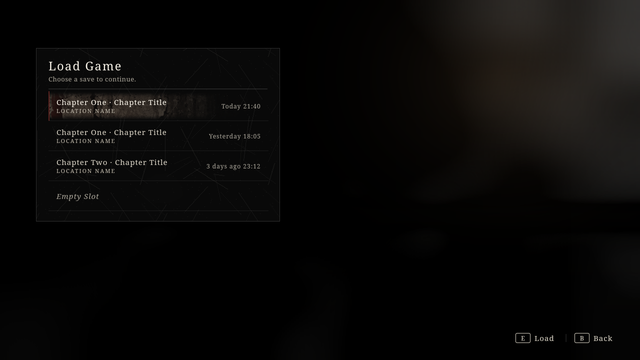 Load Game
Choose a save to continue.
Chapter One · Chapter Title
LOCATION NAME
Today 21:40
Chapter One · Chapter Title
LOCATION NAME
Yesterday 18:05
Chapter Two · Chapter Title
LOCATION NAME
3 days ago 23:12
Empty Slot
E Load
B Back